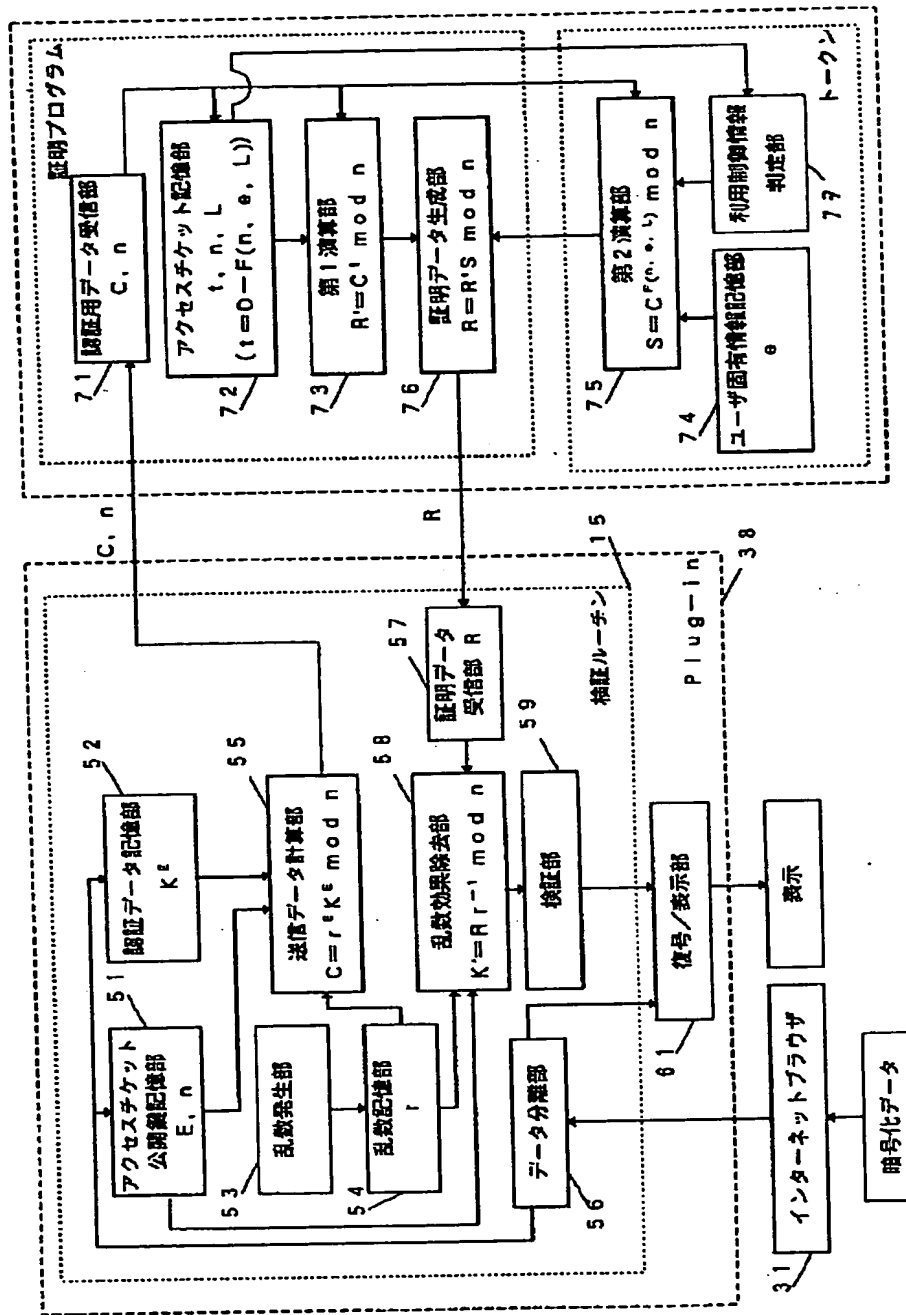 証明プログラム
71
認証用データ受信部
C, n
72
アクセスチケット記憶部
t, n, L
(t=D−F(n, e, L))
73
第1演算部
R'=Cᵗ mod n
76
証明データ生成部
R=R'S mod n
75
第2演算部
S=Cᶠ⁽ⁿ, ᵉ, ᴸ⁾ mod n
74
ユーザ固有情報記憶部
e
利用制御情報
判定部
77
トークン
C, n
R
51
アクセスチケット
公開鍵記憶部
E, n
52
認証データ記憶部
Kᴱ
53
乱数発生部
54
乱数記憶部
r
55
送信データ計算部
C=rᴱKᴱ mod n
56
データ分離部
57
証明データ
受信部 R
58
乱数効果除去部
K'=Rr⁻¹ mod n
59
検証部
検証ルーチン
15
Plug−in
38
61
復号/表示部
表示
31
インターネットブラウザ
暗号化データ